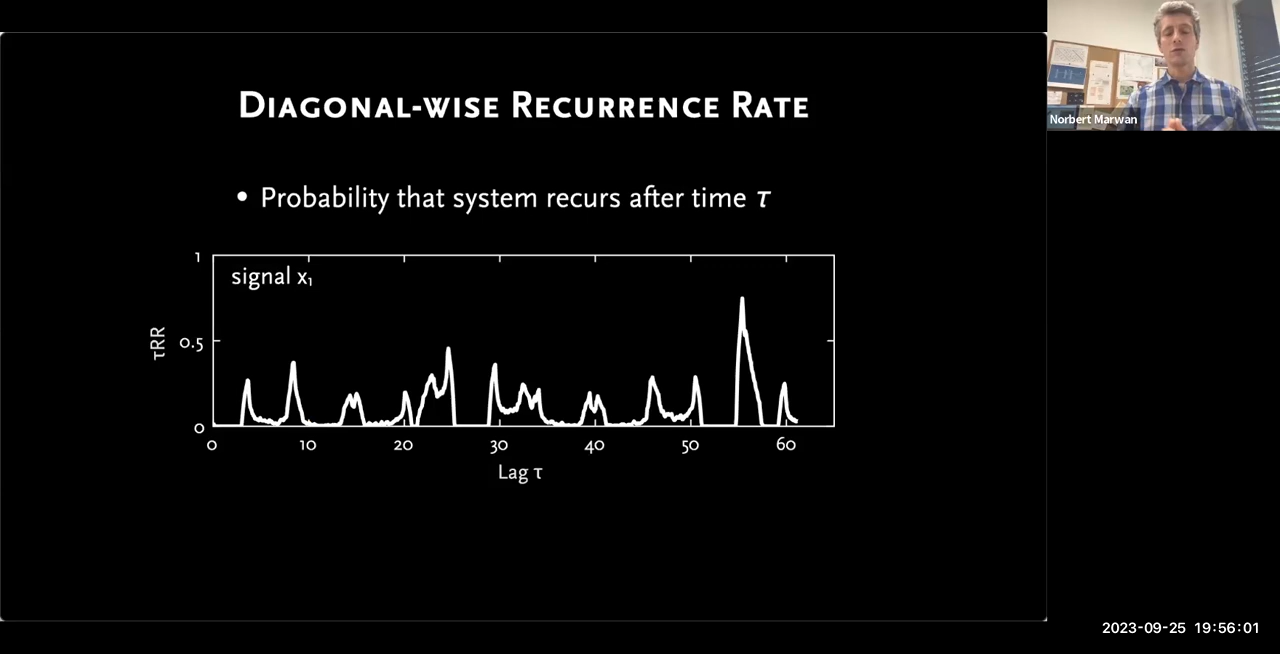 Diagonal-wise Recurrence Rate
• Probability that system recurs after time τ
1
signal x₁
τRR
0.5
0
0 10 20 30 40 50 60
Lag τ
Norbert Marwan
2023-09-25 19:56:01